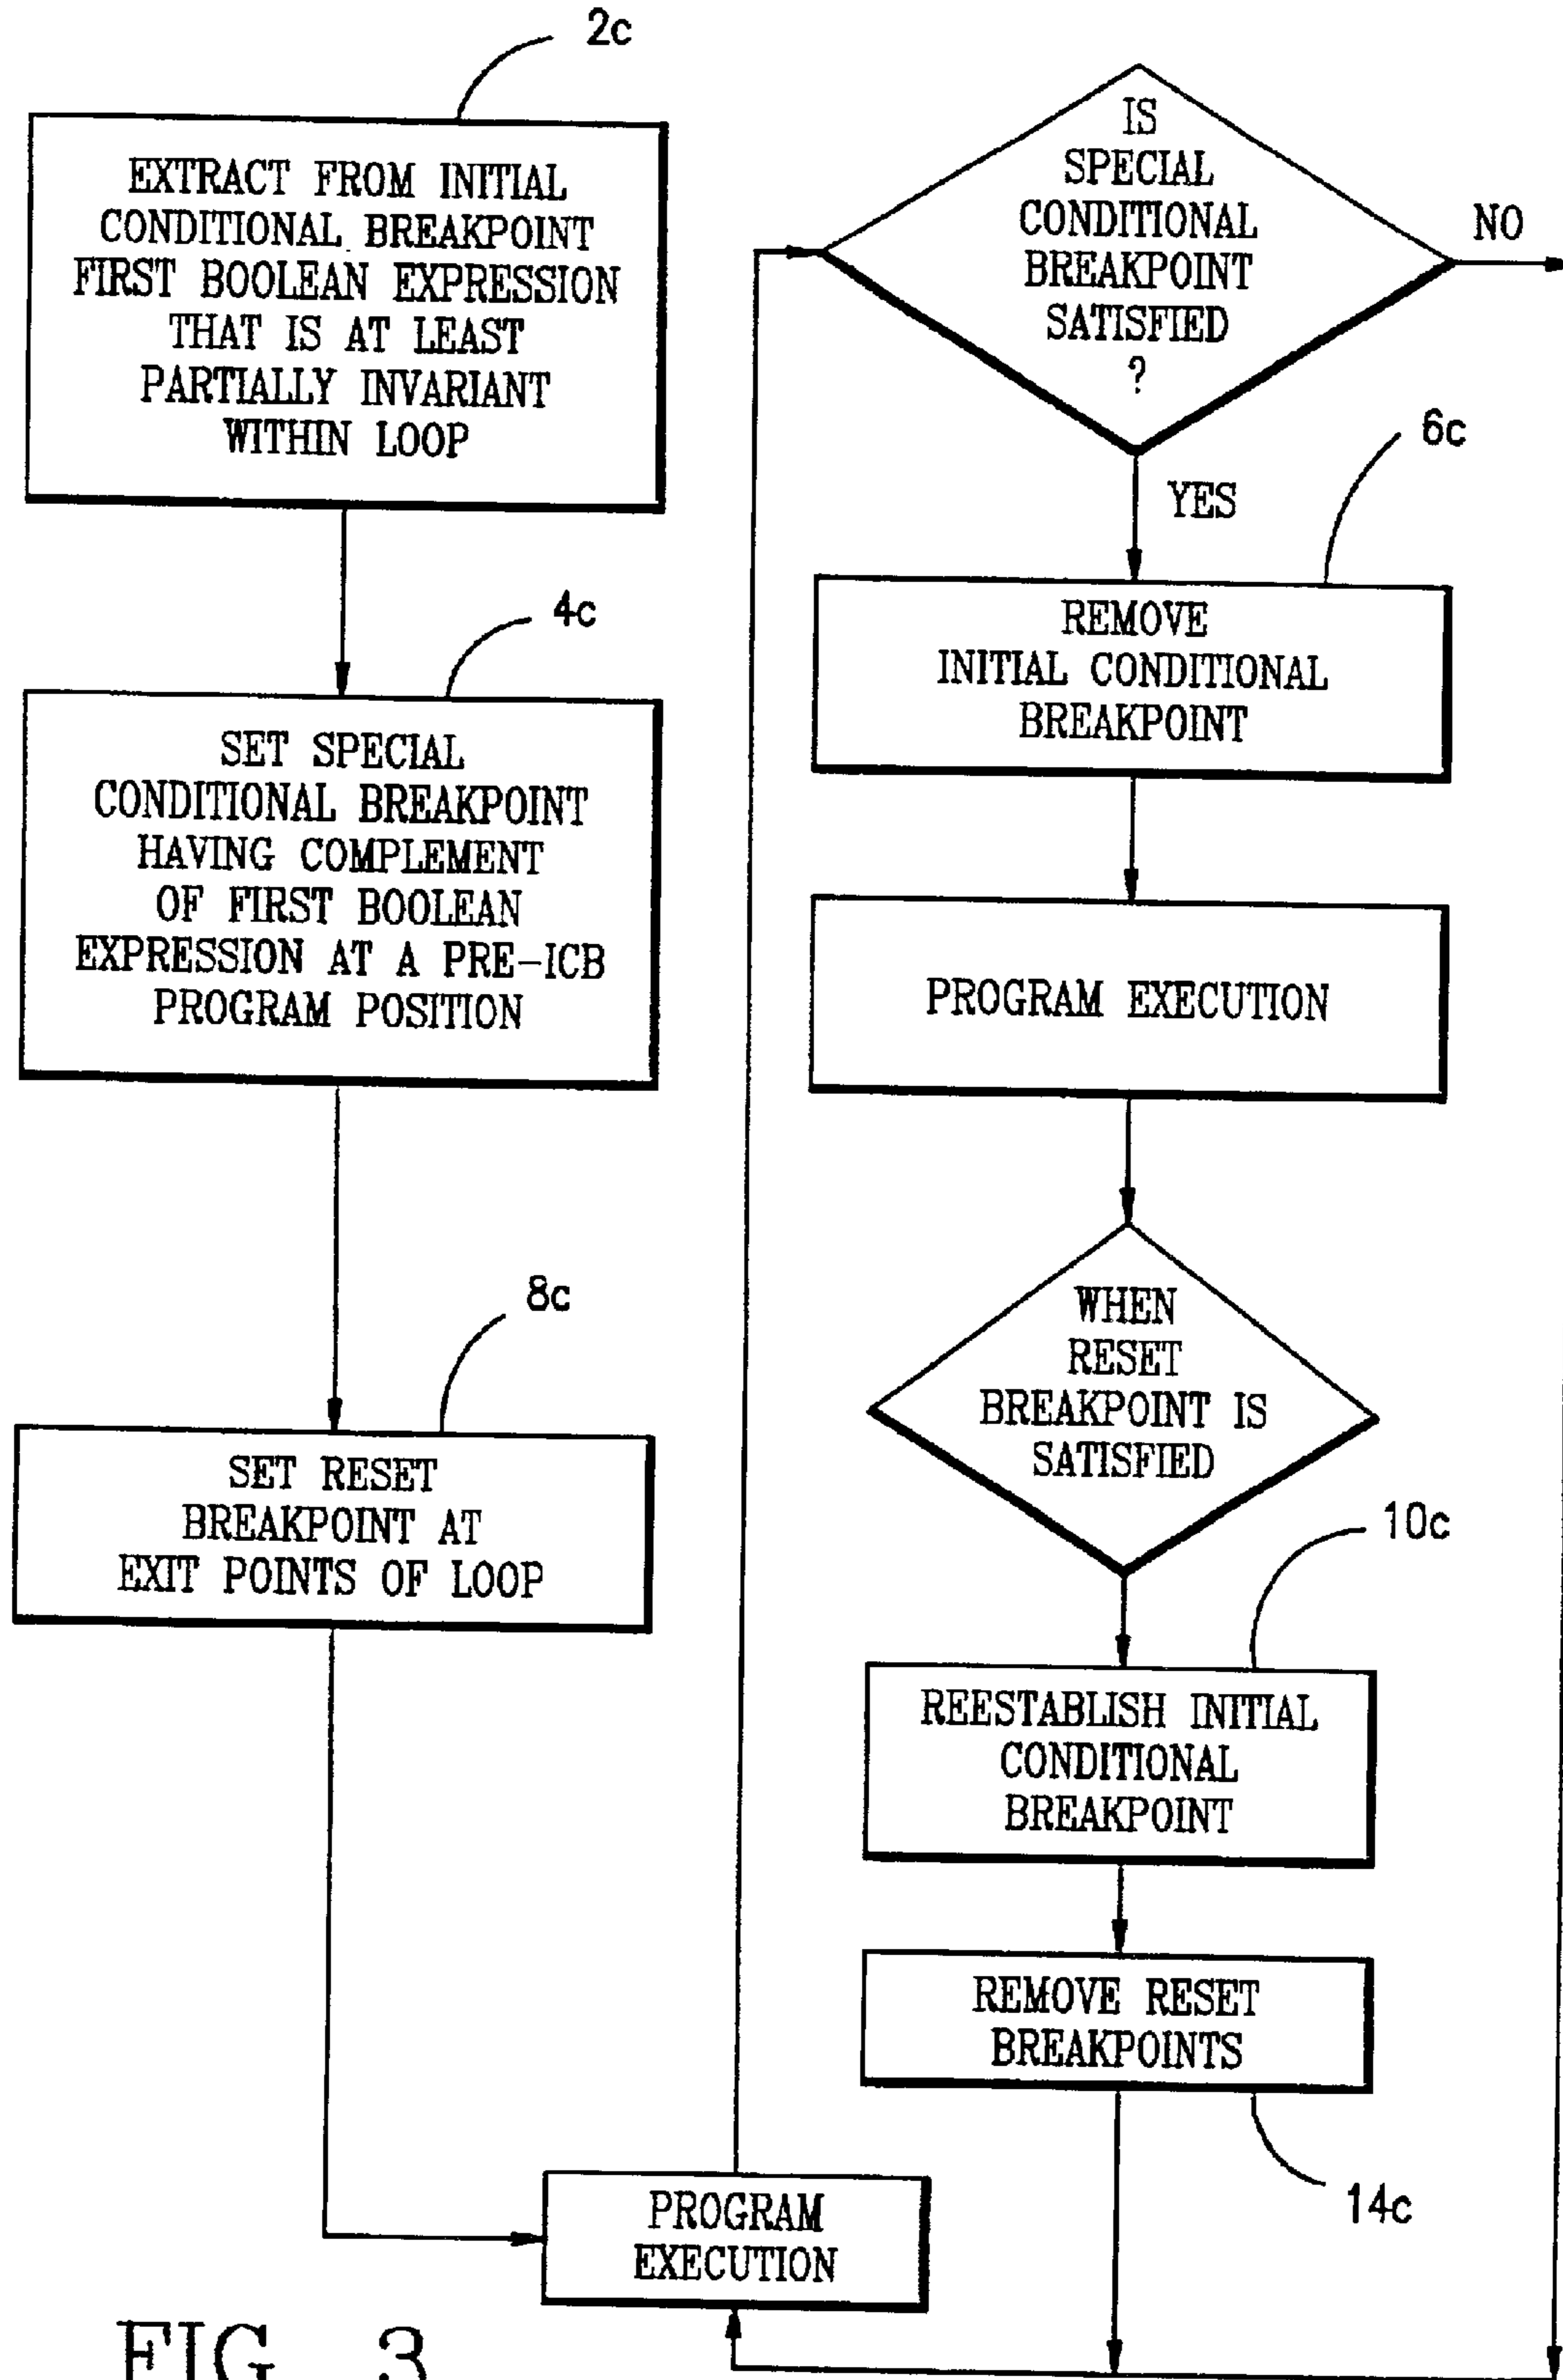 2c
EXTRACT FROM INITIAL
CONDITIONAL BREAKPOINT
FIRST BOOLEAN EXPRESSION
THAT IS AT LEAST
PARTIALLY INVARIANT
WITHIN LOOP
4c
SET SPECIAL
CONDITIONAL BREAKPOINT
HAVING COMPLEMENT
OF FIRST BOOLEAN
EXPRESSION AT A PRE-ICB
PROGRAM POSITION
8c
SET RESET
BREAKPOINT AT
EXIT POINTS OF LOOP
PROGRAM
EXECUTION
IS
SPECIAL
CONDITIONAL
BREAKPOINT
SATISFIED
?
NO
YES
6c
REMOVE
INITIAL CONDITIONAL
BREAKPOINT
PROGRAM EXECUTION
WHEN
RESET
BREAKPOINT IS
SATISFIED
10c
REESTABLISH INITIAL
CONDITIONAL
BREAKPOINT
REMOVE RESET
BREAKPOINTS
14c
FIG. 3